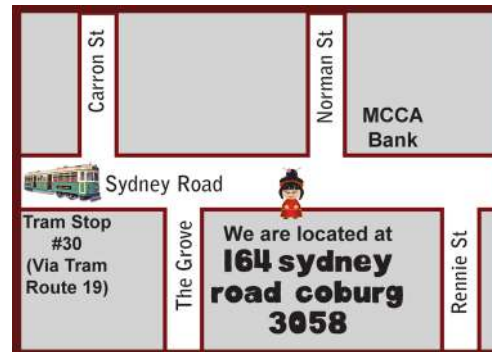 Carron St
Norman St
MCCA
Bank
Sydney Road
Tram Stop
#30
(Via Tram
Route 19)
The Grove
We are located at
164 sydney
road coburg
3058
Rennie St